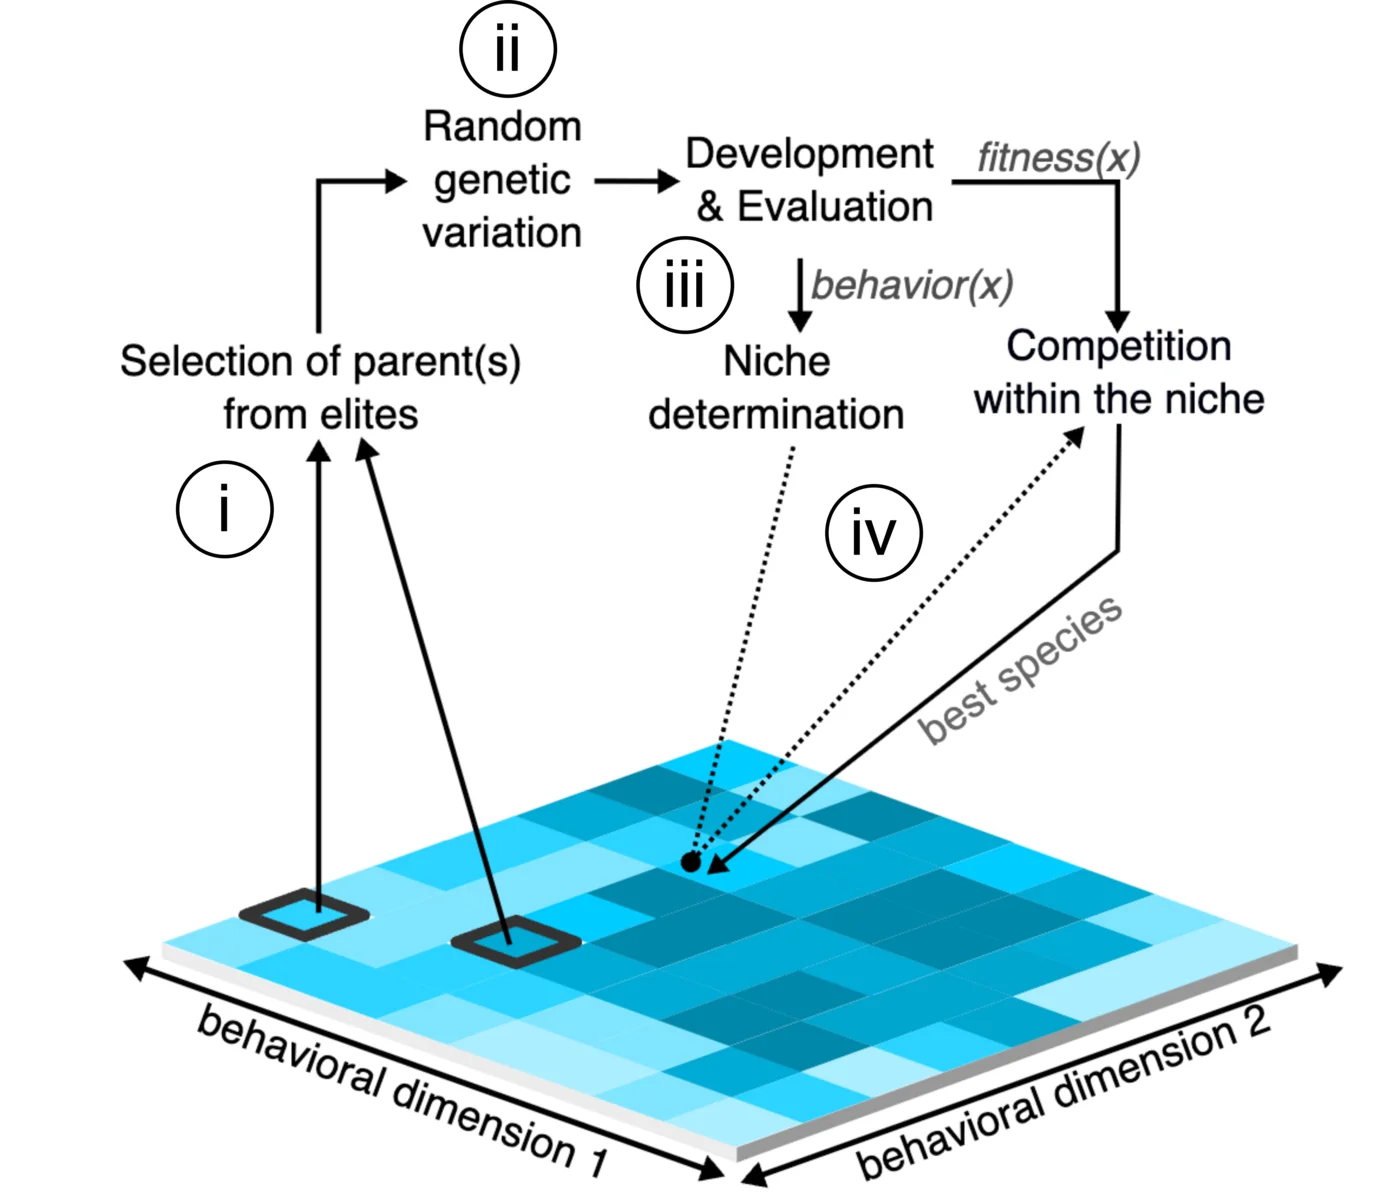 ii
Random
genetic
variation
Development
& Evaluation
fitness(x)
iii
behavior(x)
Selection of parent(s)
from elites
Niche
determination
Competition
within the niche
i
iv
best species
behavioral dimension 1
behavioral dimension 2